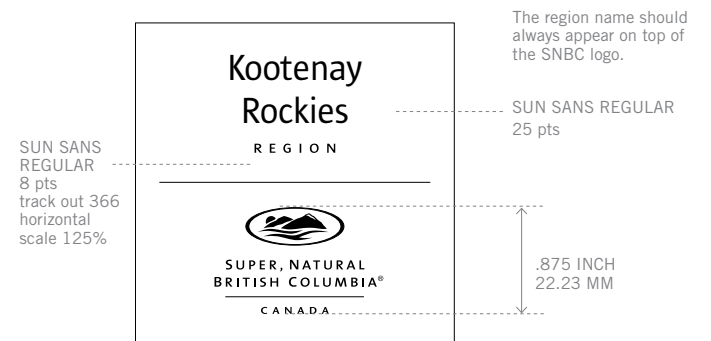 The region name should
always appear on top of
the SNBC logo.
Kootenay
Rockies
REGION
SUN SANS REGULAR
25 pts
SUN SANS
REGULAR
8 pts
track out 366
horizontal
scale 125%
SUPER, NATURAL
BRITISH COLUMBIA®
CANADA
.875 INCH
22.23 MM